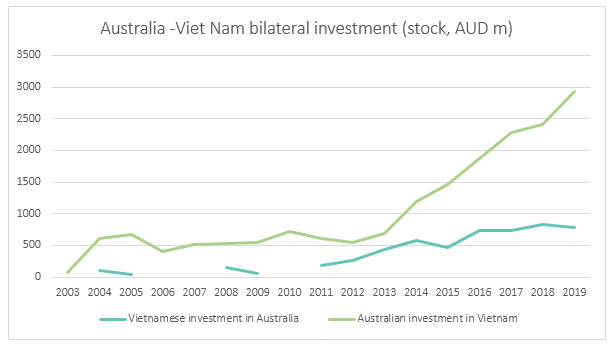 Australia -Viet Nam bilateral investment (stock, AUD m)
3500
3000
2500
2000
1500
1000
500
0
2003 2004 2005 2006 2007 2008 2009 2010 2011 2012 2013 2014 2015 2016 2017 2018 2019
Vietnamese investment in Australia Australian investment in Vietnam